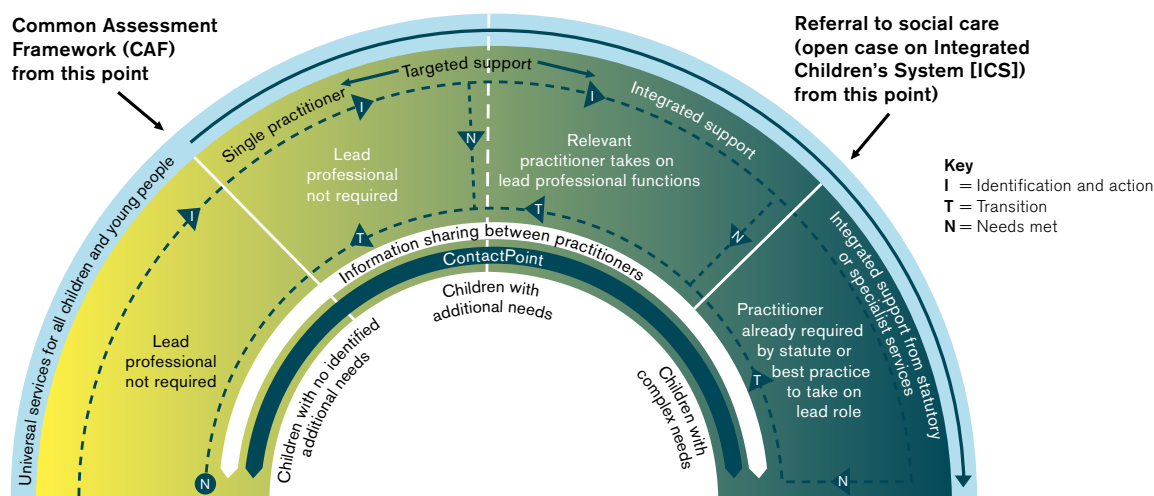 Common Assessment
Framework (CAF)
from this point
Referral to social care
(open case on Integrated
Children's System [ICS])
from this point)
Key
I = Identification and action
T = Transition
N = Needs met
Universal services for all children and young people
Single practitioner
Targeted support
Integrated support
Integrated support from statutory
or specialist services
I
I
I
N
Lead
professional
not required
Relevant
practitioner takes on
lead professional functions
T
T
N
Information sharing between practitioners
ContactPoint
Children with
additional needs
Lead
professional
not required
Children with no identified
additional needs
Children with
complex needs
Practitioner
already required
by statute or
best practice
to take on
lead role
T
N
N